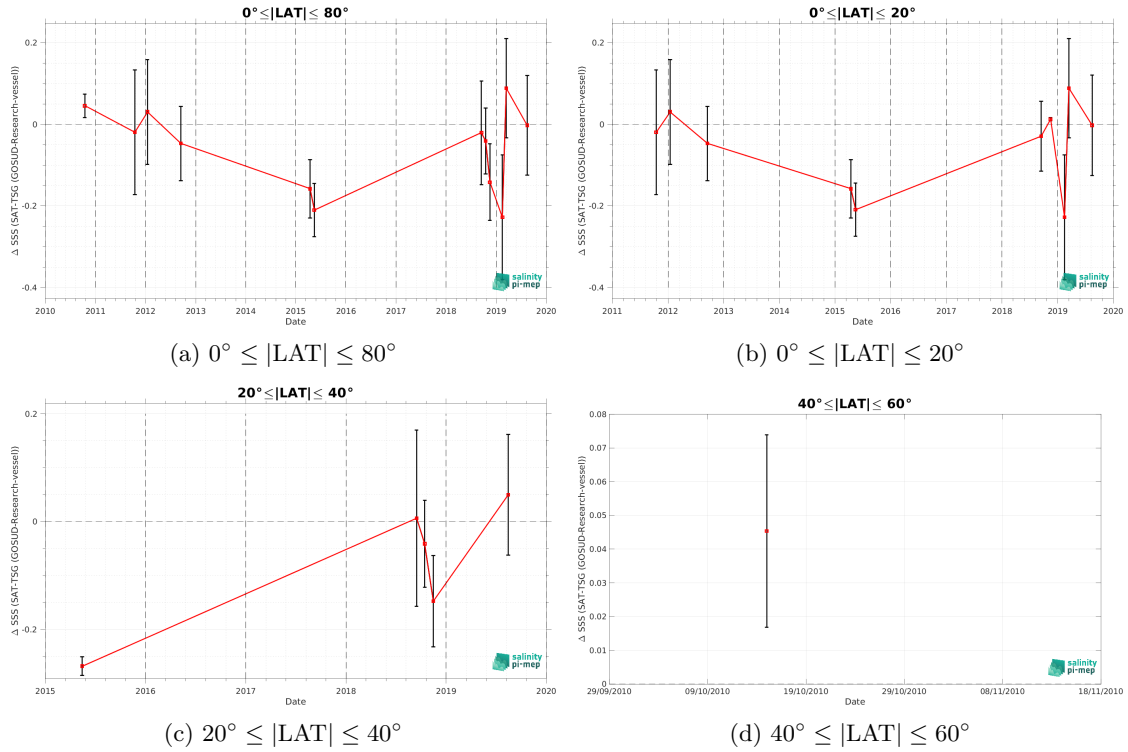 0°≤|LAT|≤ 80°
Δ SSS (SAT-TSG (GOSUD-Research-vessel))
0.2
0
-0.2
-0.4
2010 2011 2012 2013 2014 2015 2016 2017 2018 2019 2020
Date
salinity
pi-mep
(a) 0° ≤ |LAT| ≤ 80°
0°≤|LAT|≤ 20°
Δ SSS (SAT-TSG (GOSUD-Research-vessel))
0.2
0
-0.2
-0.4
2011 2012 2013 2014 2015 2016 2017 2018 2019 2020
Date
salinity
pi-mep
(b) 0° ≤ |LAT| ≤ 20°
20°≤|LAT|≤ 40°
Δ SSS (SAT-TSG (GOSUD-Research-vessel))
0.2
0
-0.2
2015 2016 2017 2018 2019 2020
Date
salinity
pi-mep
(c) 20° ≤ |LAT| ≤ 40°
40°≤|LAT|≤ 60°
Δ SSS (SAT-TSG (GOSUD-Research-vessel))
0.08
0.07
0.06
0.05
0.04
0.03
0.02
0.01
0
29/09/2010 09/10/2010 19/10/2010 29/10/2010 08/11/2010 18/11/2010
Date
salinity
pi-mep
(d) 40° ≤ |LAT| ≤ 60°